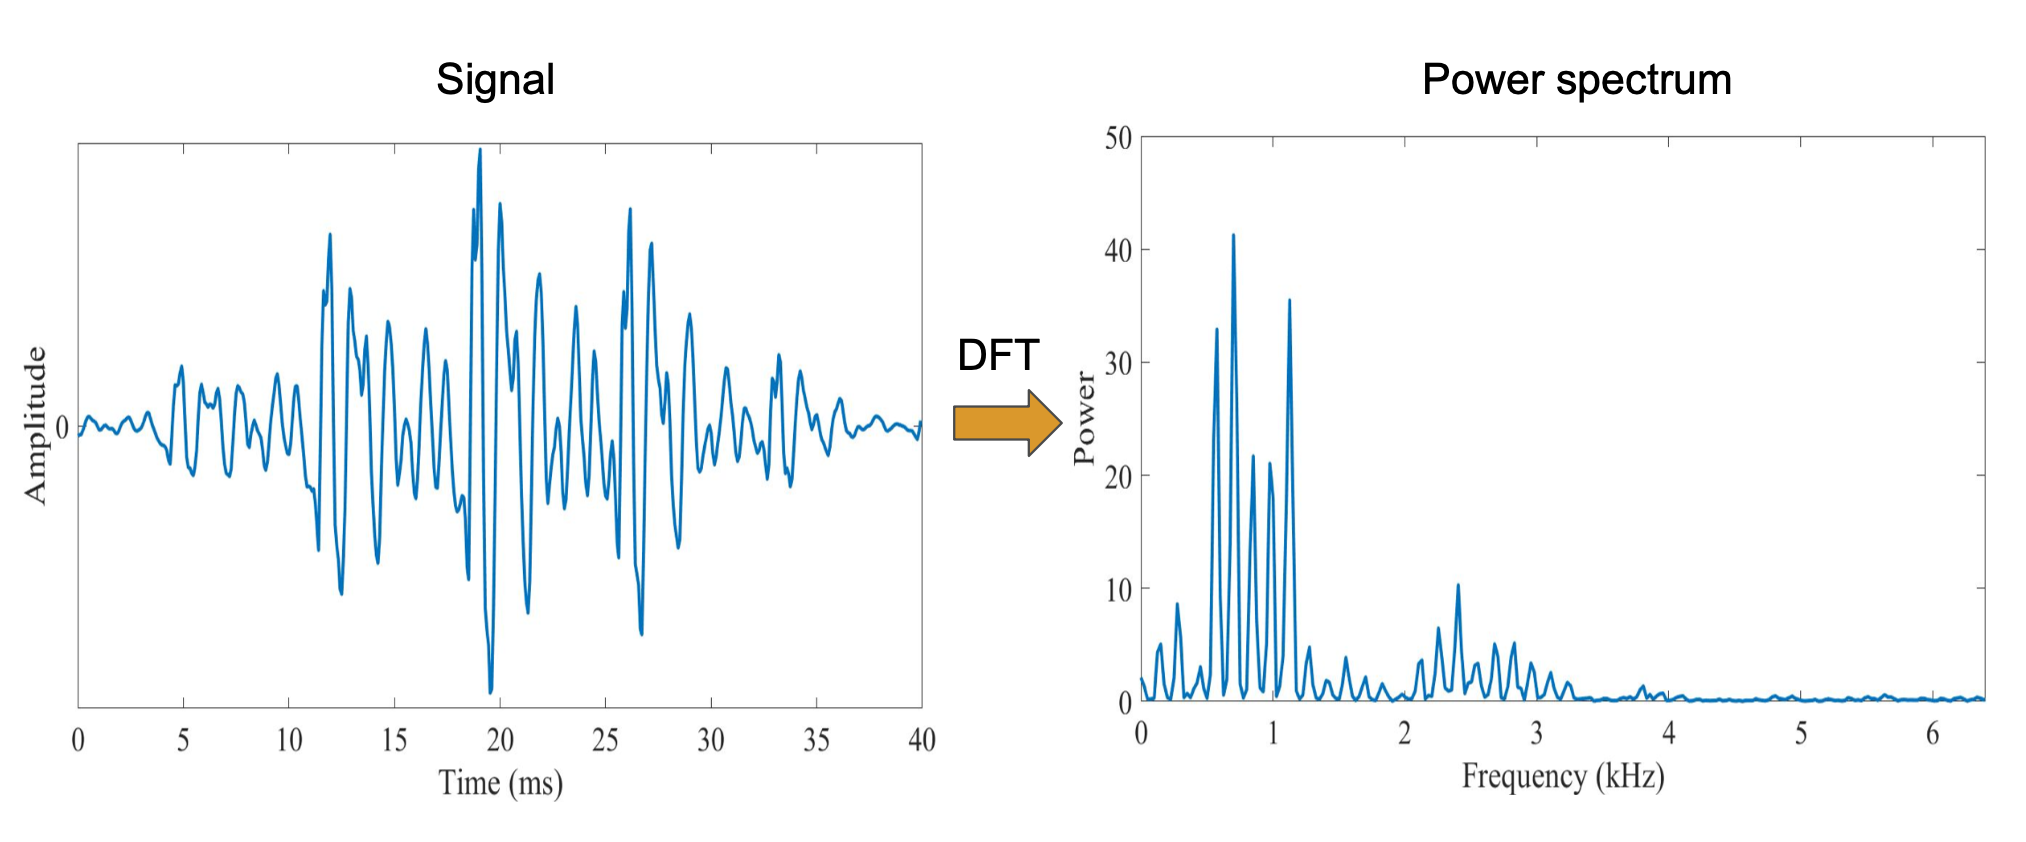 Signal
Power spectrum
Amplitude
0
0 5 10 15 20 25 30 35 40
Time (ms)
DFT
Power
50
40
30
20
10
0
0 1 2 3 4 5 6
Frequency (kHz)